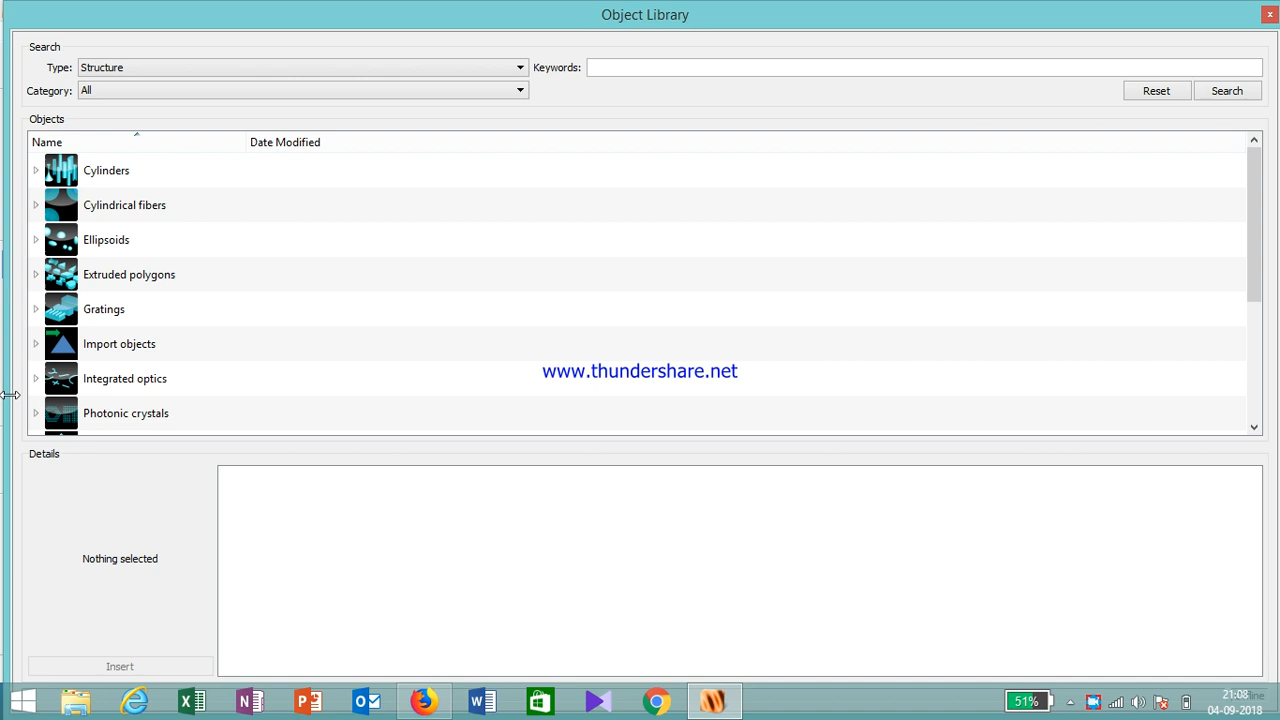 Object Library
x
Search
Type: Structure Keywords:
Category: All Reset Search
Objects
Name Date Modified
Cylinders
Cylindrical fibers
Ellipsoids
Extruded polygons
Gratings
Import objects
Integrated optics
www.thundershare.net
Photonic crystals
Details
Nothing selected
Insert
51% 21:08
04-09-2018